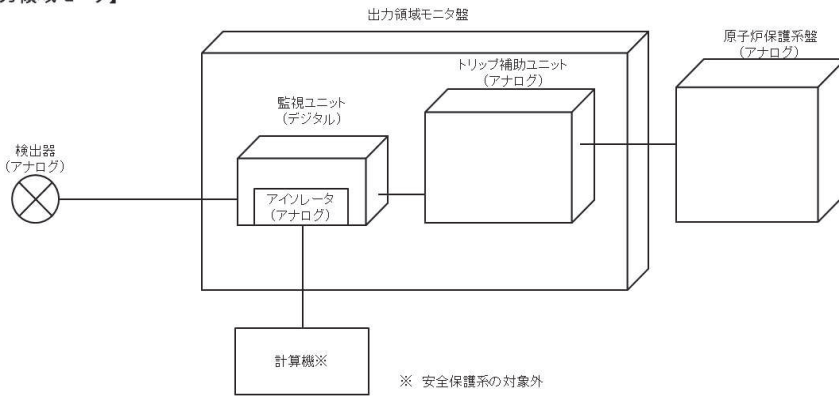 出力領域モニタ盤
原子炉保護系盤
(アナログ)
トリップ補助ユニット
(アナログ)
監視ユニット
(デジタル)
検出器
(アナログ)
アイソレータ
(アナログ)
計算機※
※ 安全保護系の対象外